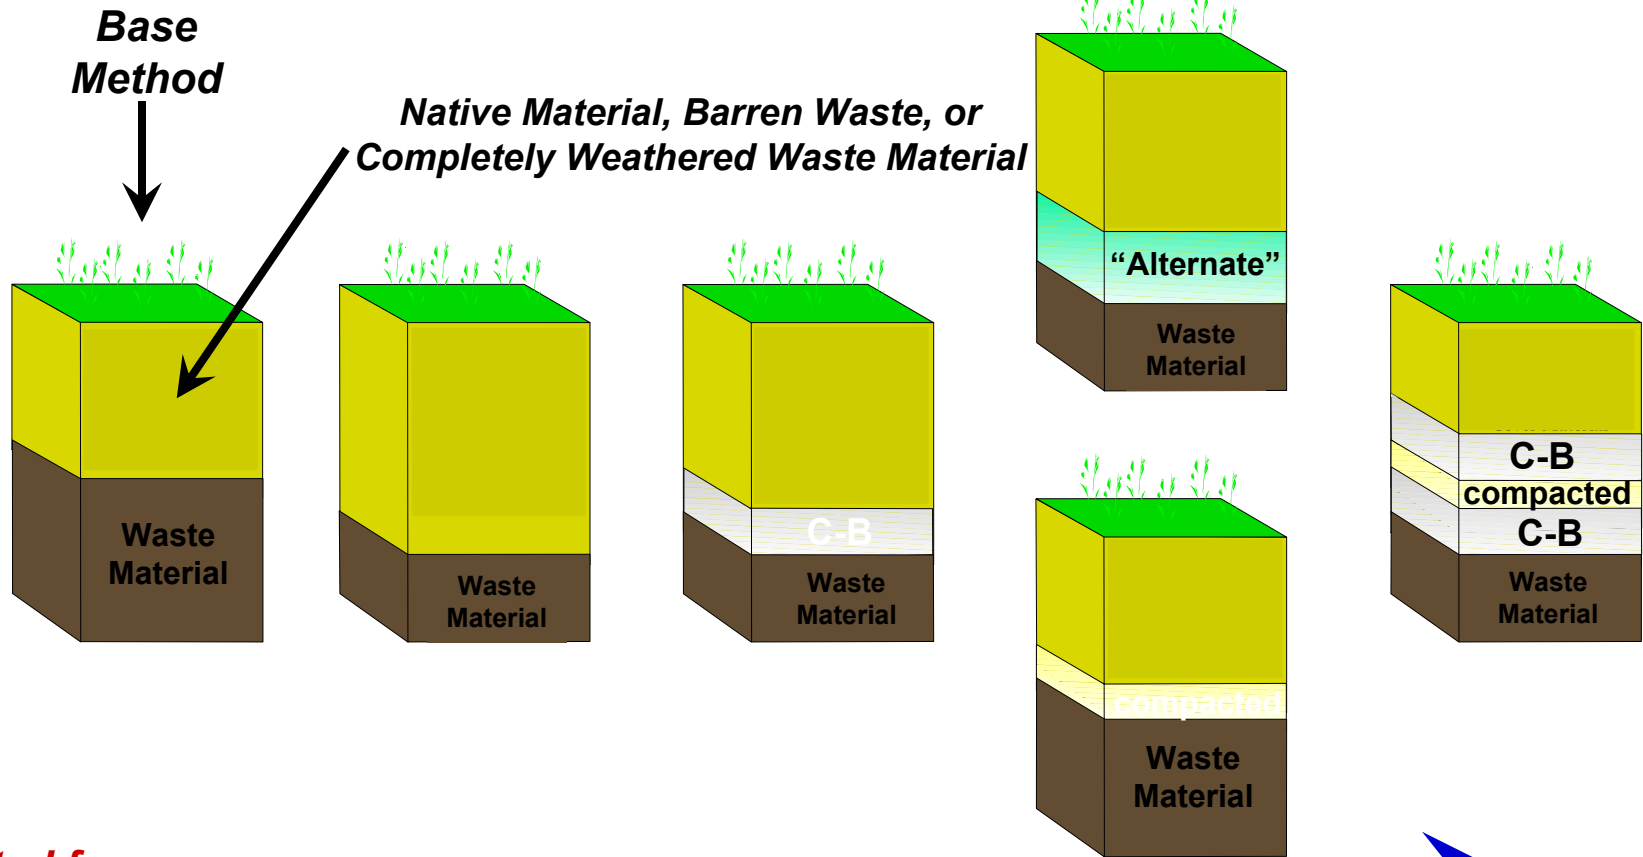 Base
Method
Native Material, Barren Waste, or
Completely Weathered Waste Material
Waste
Material
Waste
Material
C-B
Waste
Material
“Alternate”
Waste
Material
compacted
Waste
Material
C-B
compacted
C-B
Waste
Material